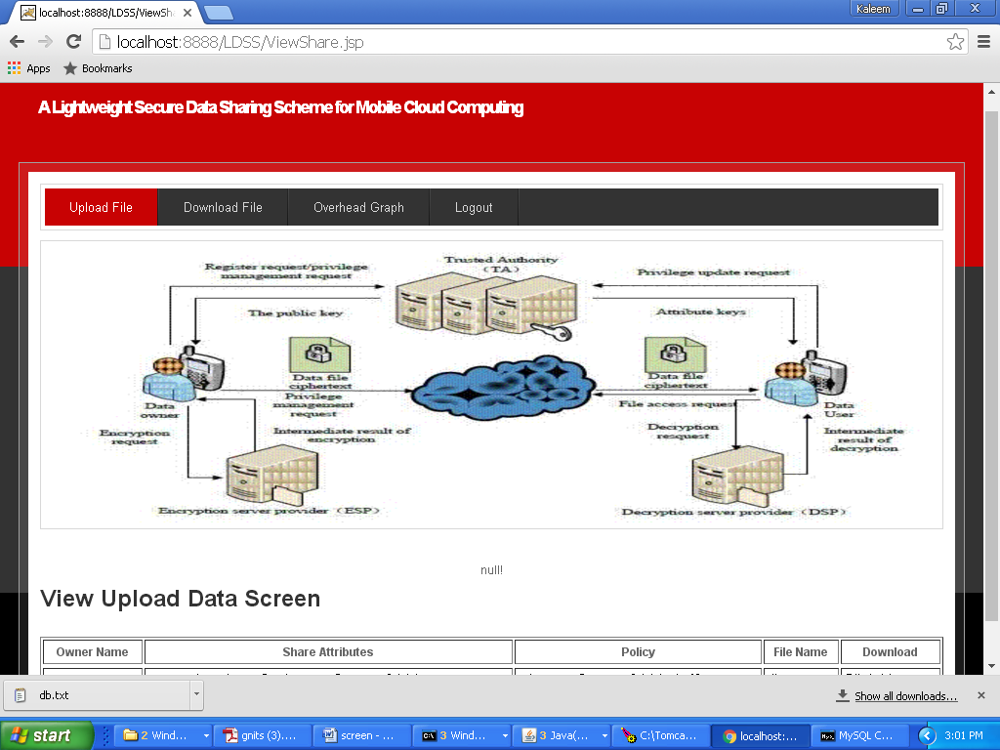 localhost:8888/LDSS/ViewSh
Kaleem
localhost:8888/LDSS/ViewShare.jsp
Apps Bookmarks
A Lightweight Secure Data Sharing Scheme for Mobile Cloud Computing
Upload File Download File Overhead Graph Logout
Trusted Authority
(TA)
Register request/privilege
management request
Privilege update request
The public key
Attribute keys
Data file
ciphertext
Data file
ciphertext
Privilege
management
request
File access request
Data
owner
Data
User
Encryption
request
Intermediate result of
encryption
Decryption
resquest
Intermediate
result of
decryption
Encryption server provider (ESP)
Decryption server provider (DSP)
null!
View Upload Data Screen
Owner Name Share Attributes Policy File Name Download
db.txt
Show all downloads...
start 2 Wind... gnits (3).... screen - ... 3 Wind... 3 Java(... C:\Tomca... localhost:... MySQL C... 3:01 PM